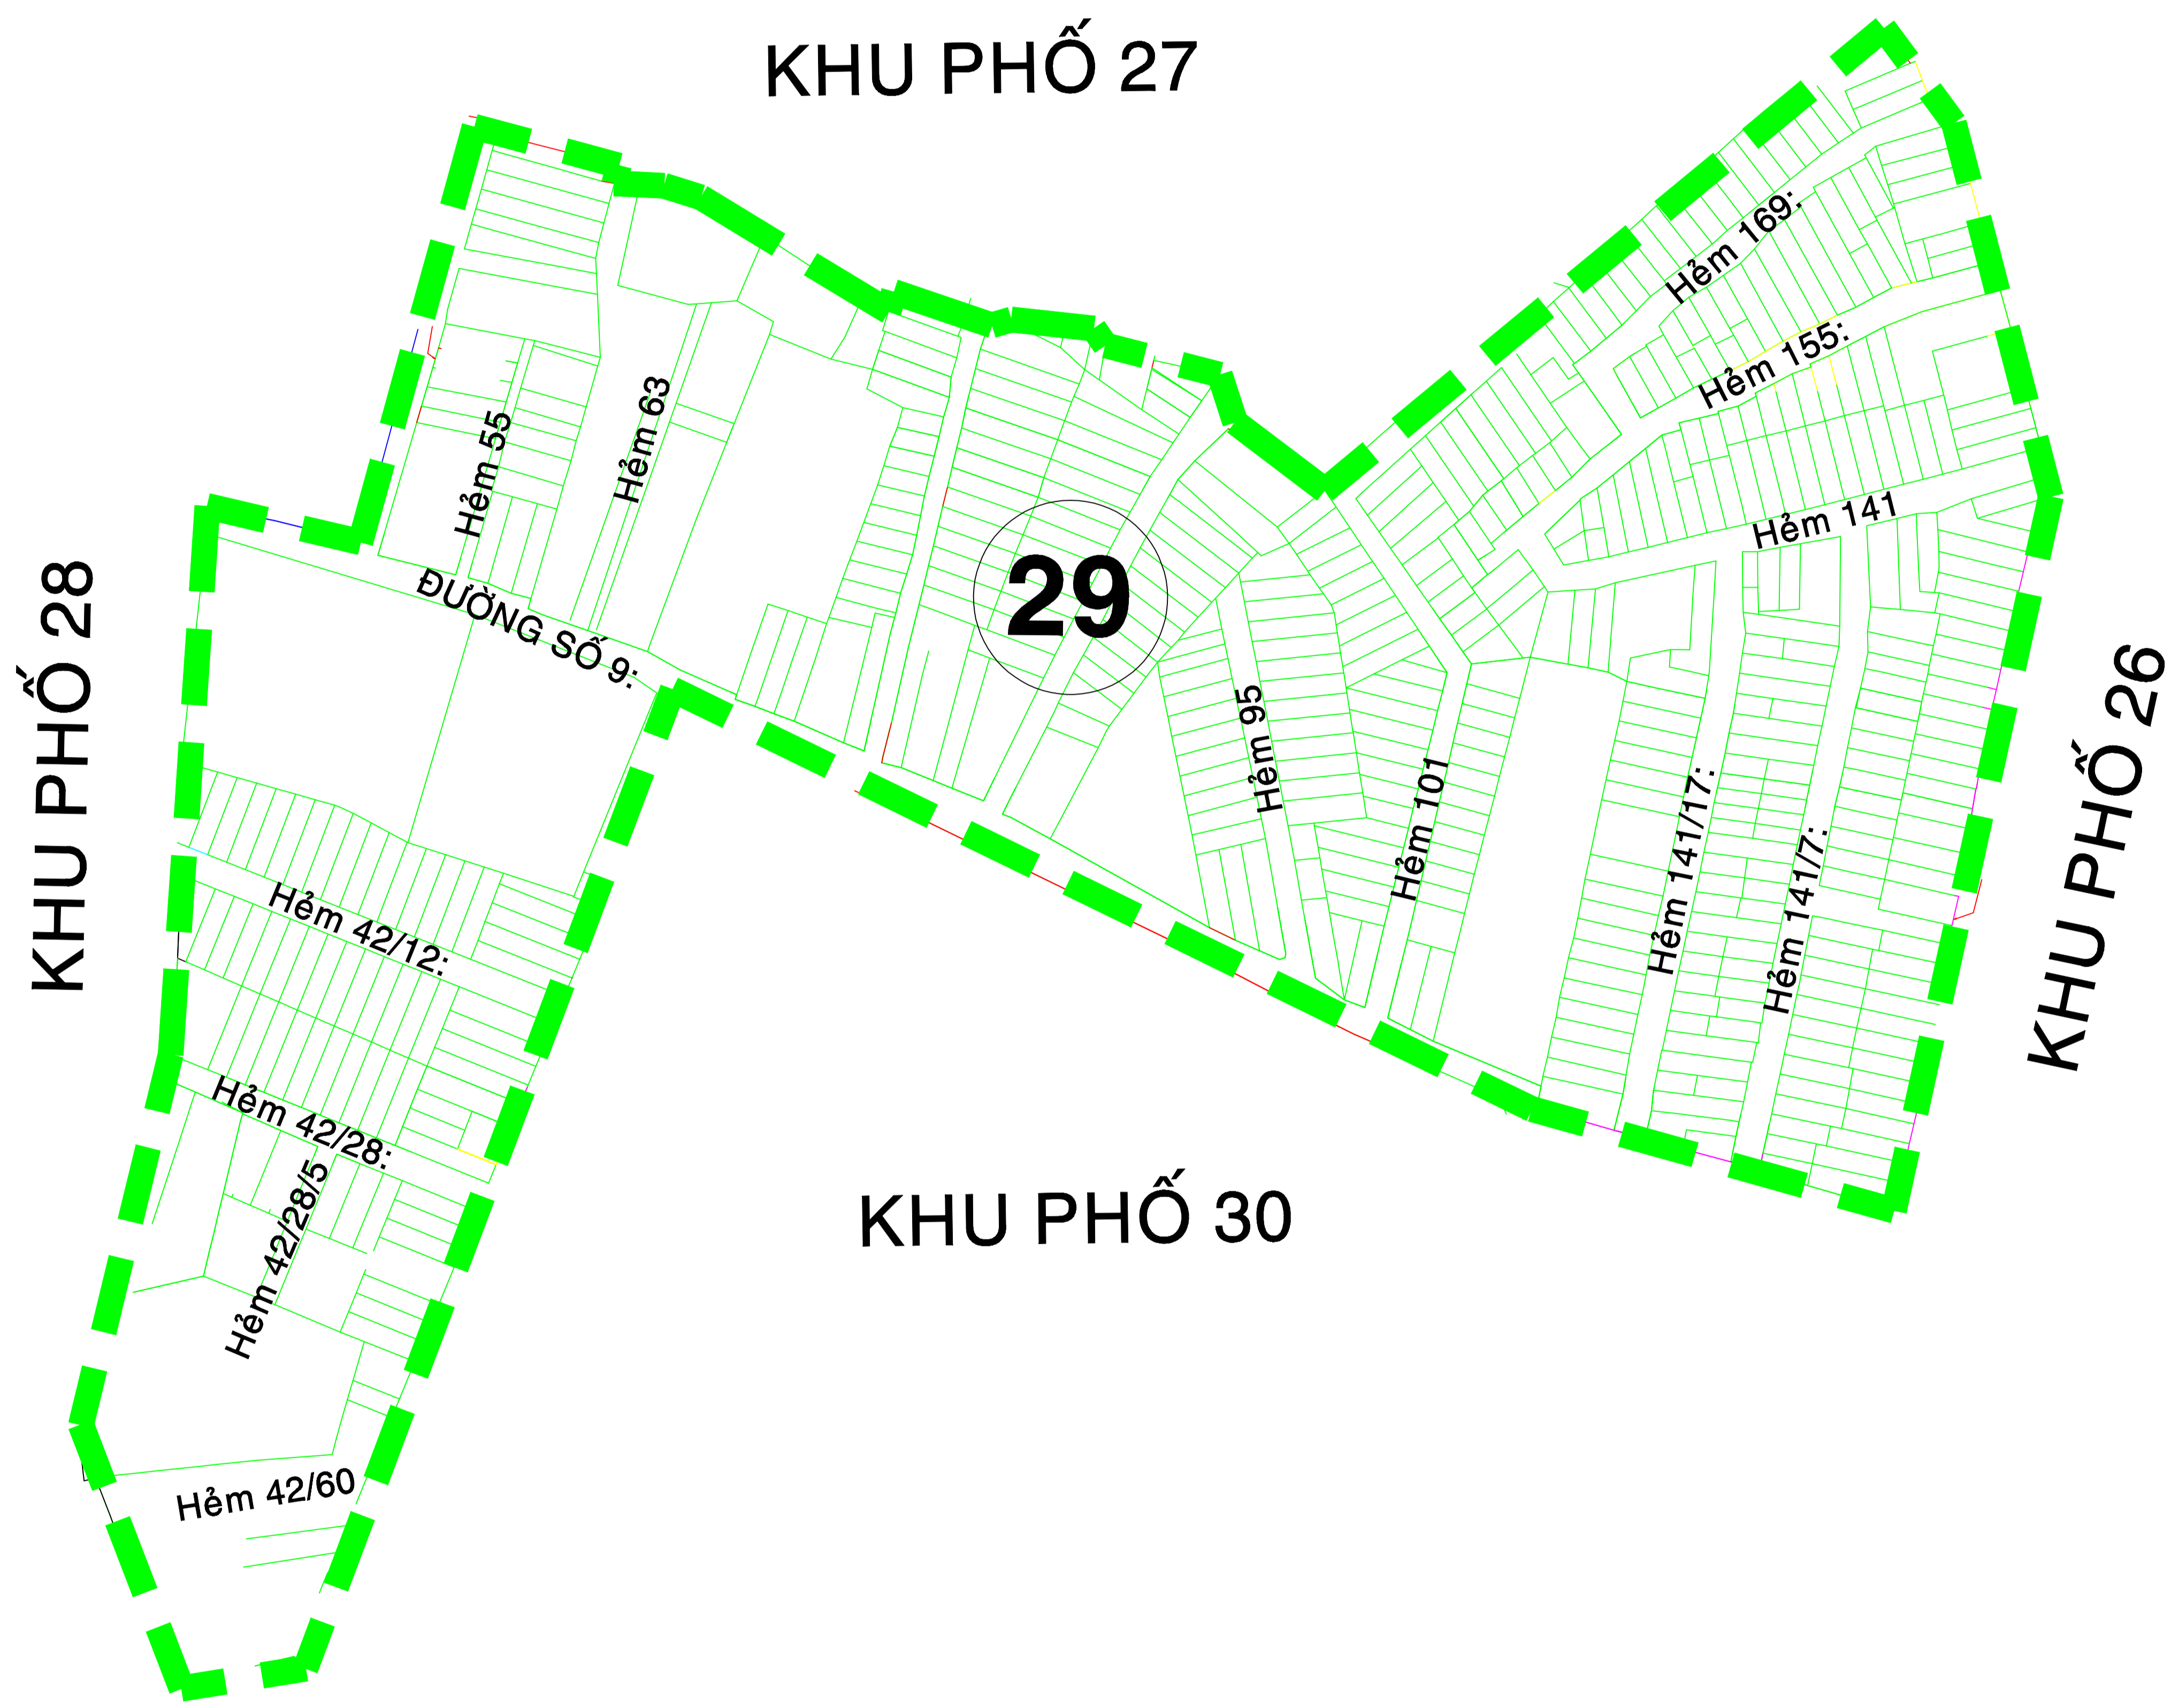 KHU PHỐ 27
Hẻm 169:
Hẻm 155:
Hẻm 63
Hẻm 55
Hẻm 141
ĐƯỜNG SỐ 9:
29
KHU PHỐ 28
Hẻm 95
Hẻm 101
Hẻm 141/17:
Hẻm 141/7:
KHU PHỐ 26
Hẻm 42/12:
Hẻm 42/28:
Hẻm 42/28/5
KHU PHỐ 30
Hẻm 42/60